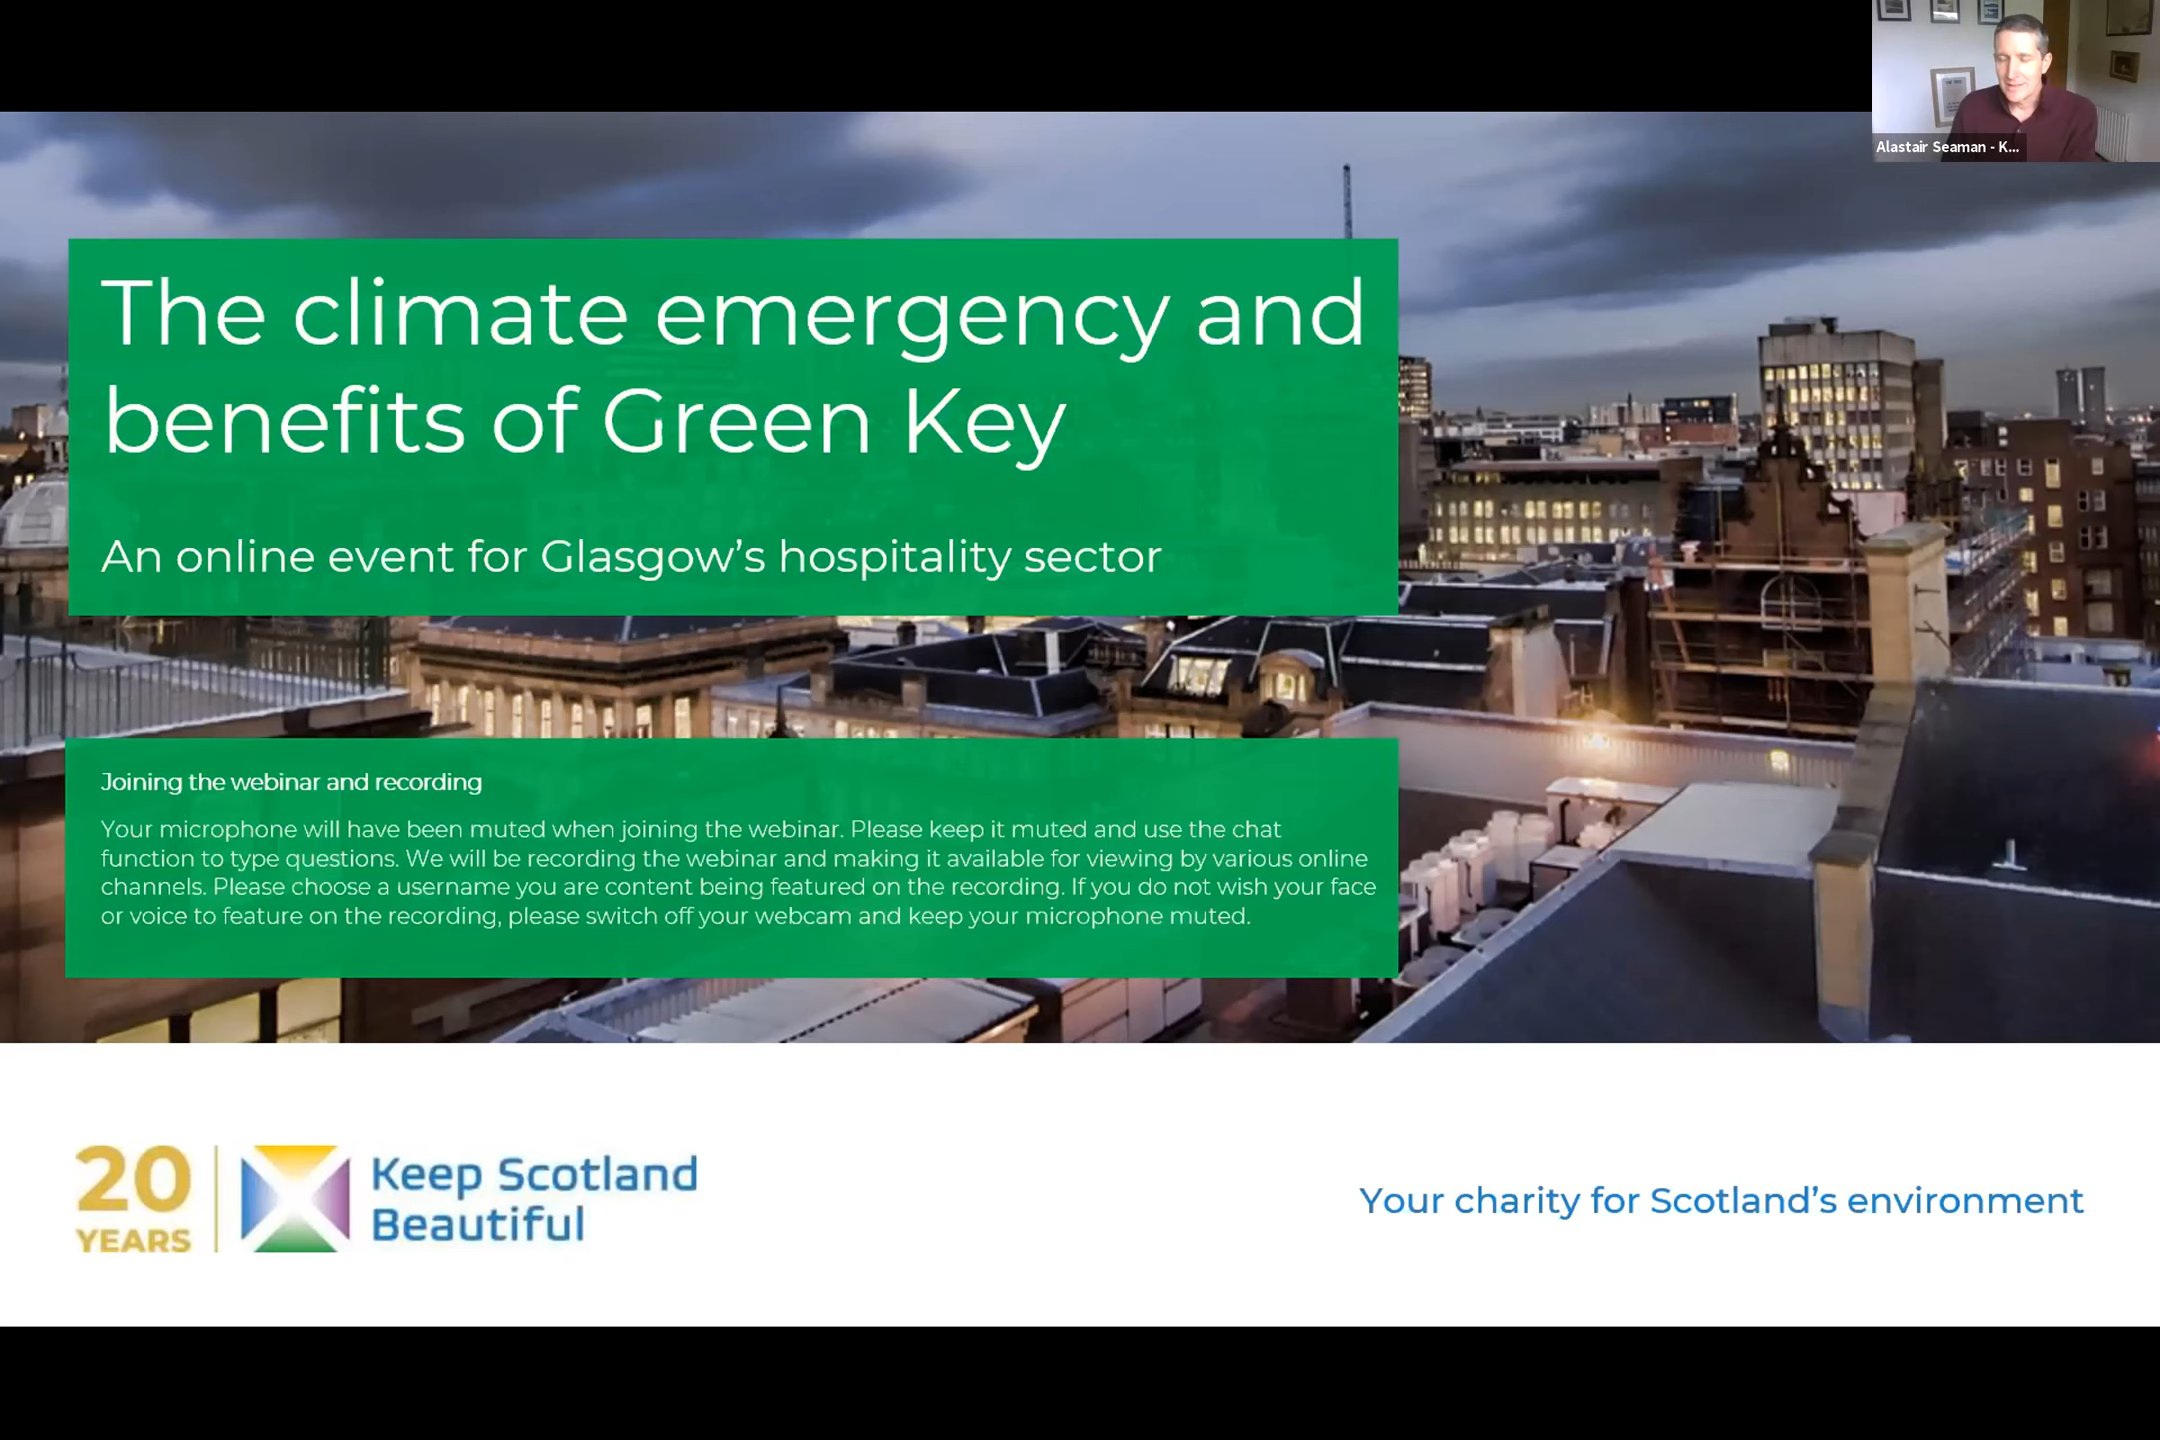 Alastair Seaman - K...
The climate emergency and
benefits of Green Key
An online event for Glasgow’s hospitality sector
Joining the webinar and recording
Your microphone will have been muted when joining the webinar. Please keep it muted and use the chat
function to type questions. We will be recording the webinar and making it available for viewing by various online
channels. Please choose a username you are content being featured on the recording. If you do not wish your face
or voice to feature on the recording, please switch off your webcam and keep your microphone muted.
20
YEARS
Keep Scotland
Beautiful
Your charity for Scotland’s environment